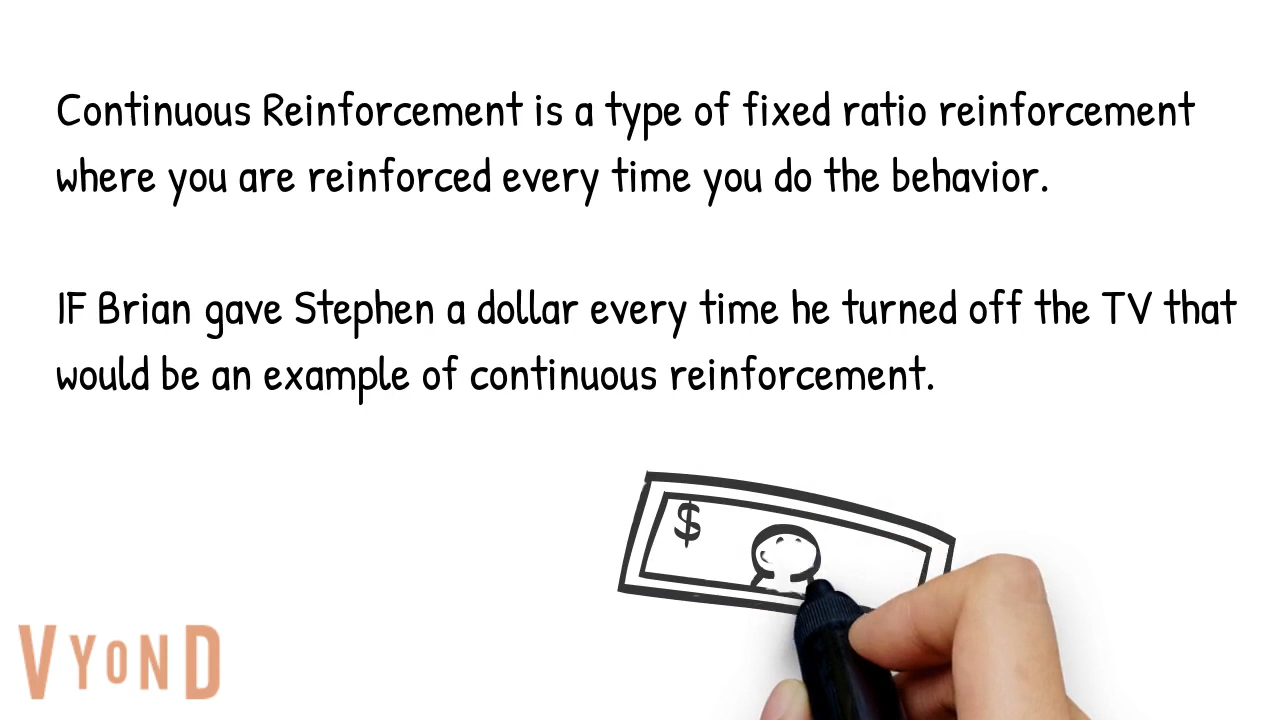 Continuous Reinforcement is a type of fixed ratio reinforcement
where you are reinforced every time you do the behavior.
IF Brian gave Stephen a dollar every time he turned off the TV that
would be an example of continuous reinforcement.
$
VYOND